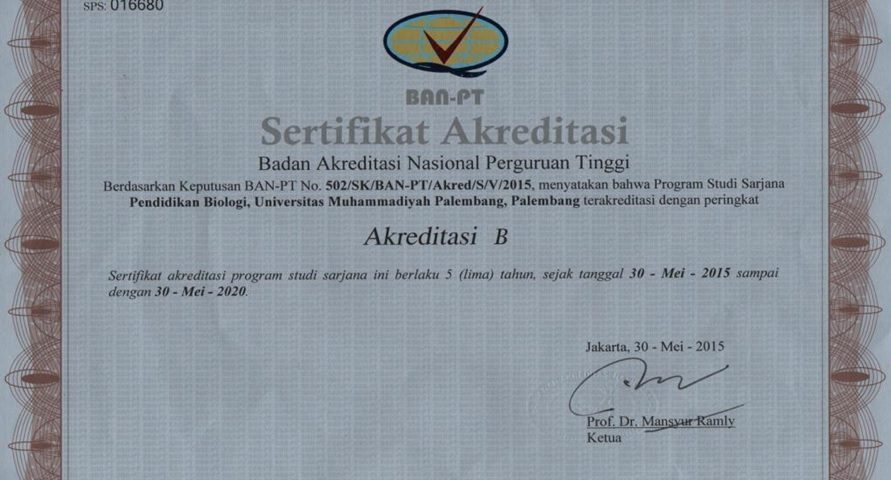 SPS: 016680
BAN-PT
Sertifikat Akreditasi
Badan Akreditasi Nasional Perguruan Tinggi
Berdasarkan Keputusan BAN-PT No. 502/SK/BAN-PT/Akred/S/V/2015, menyatakan bahwa Program Studi Sarjana
Pendidikan Biologi, Universitas Muhammadiyah Palembang, Palembang terakreditasi dengan peringkat
Akreditasi B
Sertifikat akreditasi program studi sarjana ini berlaku 5 (lima) tahun, sejak tanggal 30 - Mei - 2015 sampai
dengan 30 - Mei - 2020.
Jakarta, 30 - Mei - 2015
Prof. Dr. Mansyur Ramly
Ketua